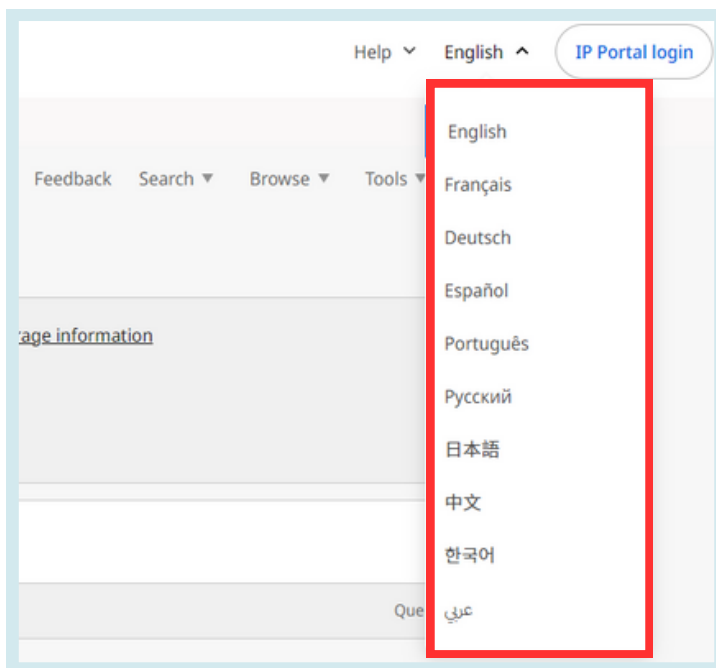 Help English IP Portal login
English
Feedback Search Browse Tools
Français
Deutsch
Español
rage information
Português
Русский
日本語
中文
한국어
Que
عربي